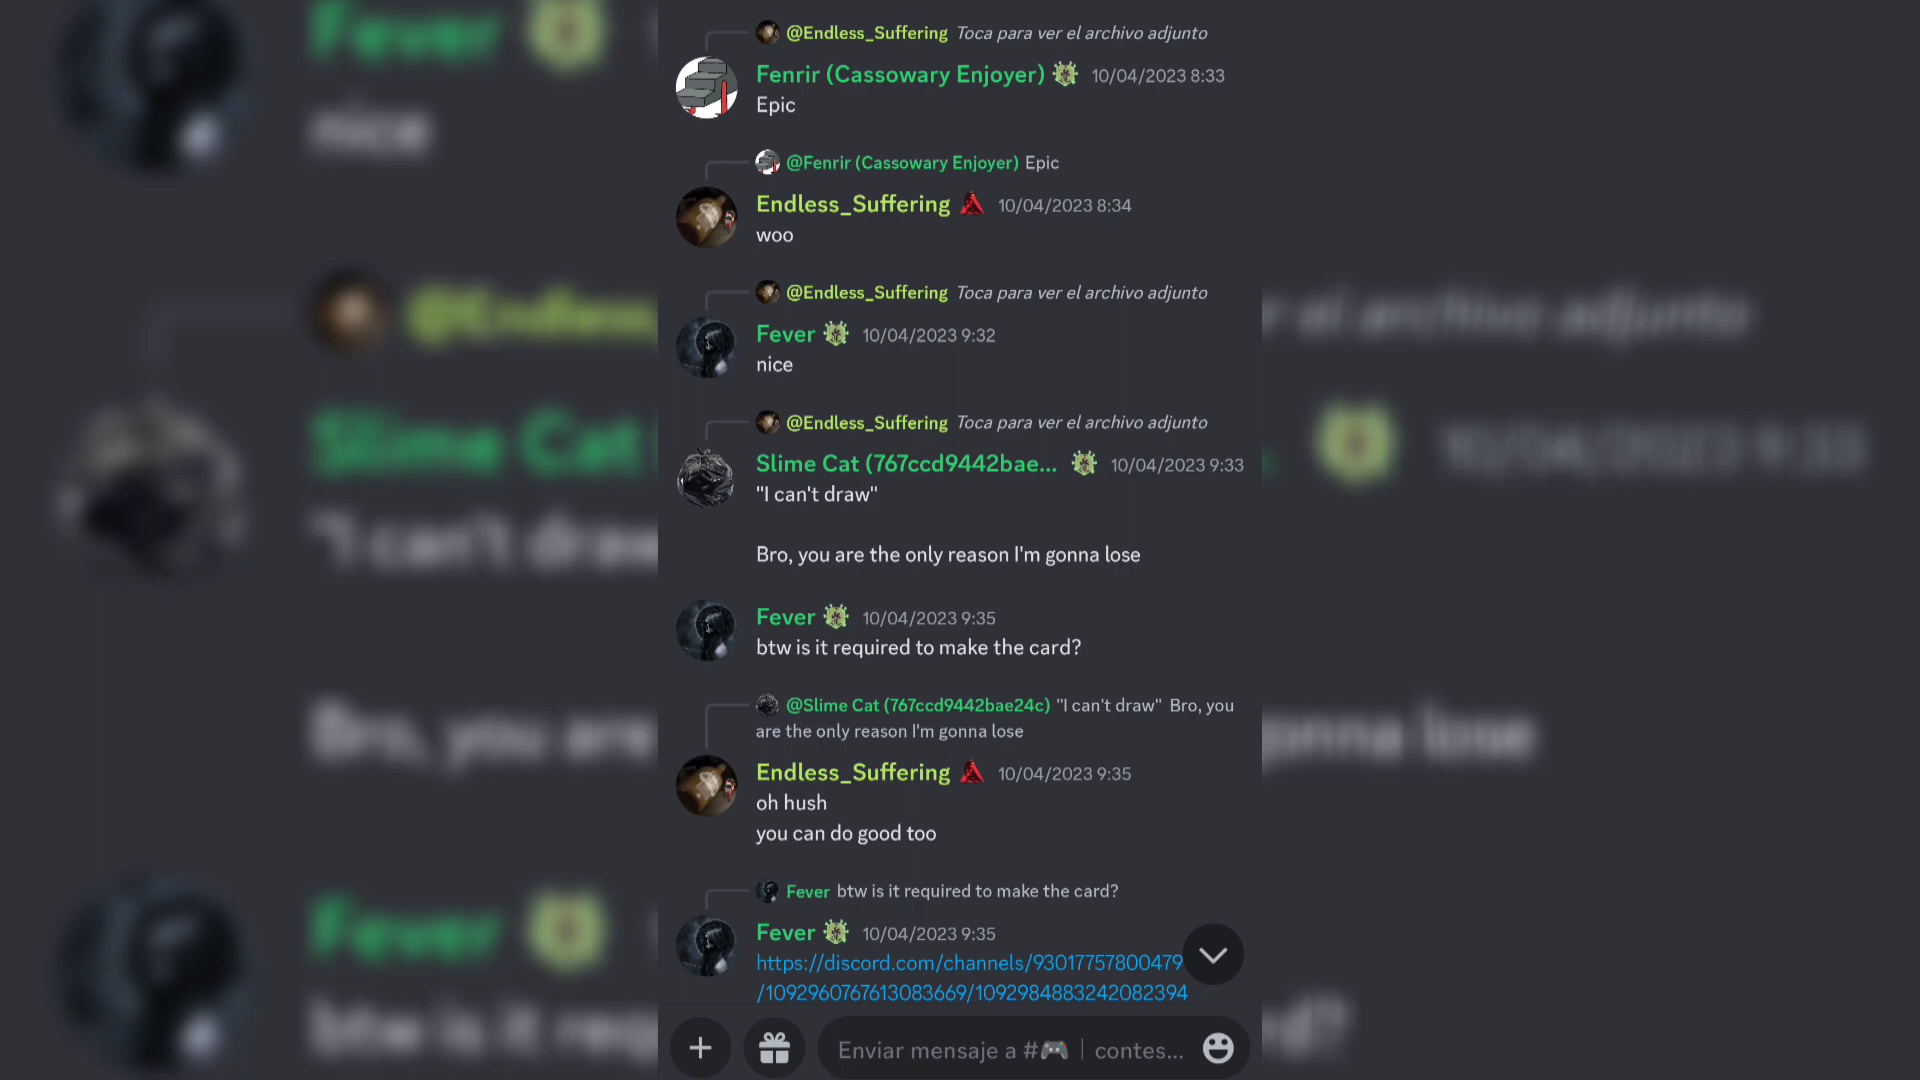 @Endless_Suffering Toca para ver el archivo adjunto
Fenrir (Cassowary Enjoyer) 10/04/2023 8:33
Epic
@Fenrir (Cassowary Enjoyer) Epic
Endless_Suffering 10/04/2023 8:34
woo
@Endless_Suffering Toca para ver el archivo adjunto
Fever 10/04/2023 9:32
nice
@Endless_Suffering Toca para ver el archivo adjunto
Slime Cat (767ccd9442bae... 10/04/2023 9:33
"I can't draw"
Bro, you are the only reason I'm gonna lose
Fever 10/04/2023 9:35
btw is it required to make the card?
@Slime Cat (767ccd9442bae24c) "I can't draw" Bro, you
are the only reason I'm gonna lose
Endless_Suffering 10/04/2023 9:35
oh hush
you can do good too
Fever btw is it required to make the card?
Fever 10/04/2023 9:35
https://discord.com/channels/93017757800479
/1092960767613083669/1092984883242082394
Enviar mensaje a #🎮｜contes...